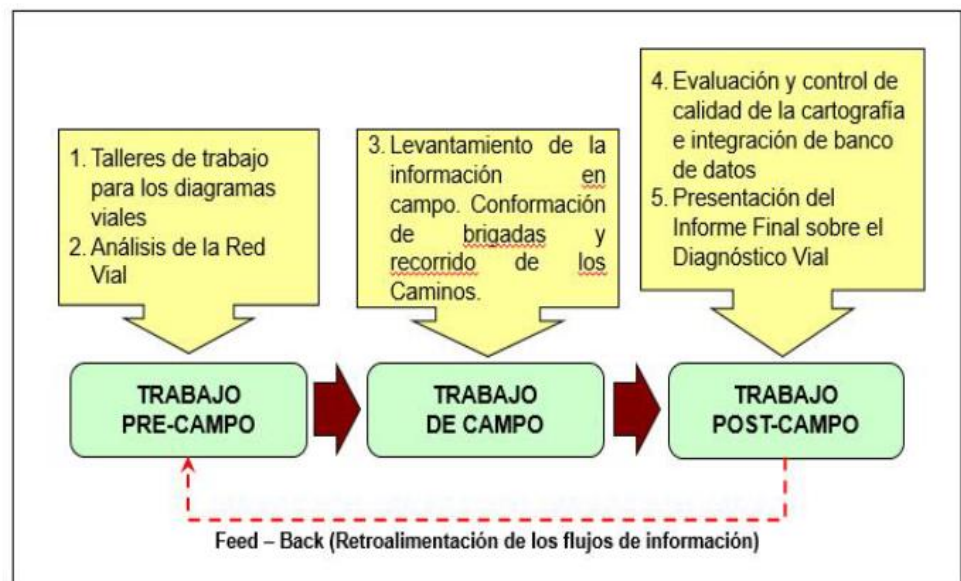 1. Talleres de trabajo
para los diagramas
viales
2. Análisis de la Red
Vial
3. Levantamiento de la
información en
campo. Conformación
de brigadas y
recorrido de los
Caminos.
4. Evaluación y control de
calidad de la cartografía
e integración de banco
de datos
5. Presentación del
Informe Final sobre el
Diagnóstico Vial
TRABAJO
PRE-CAMPO
TRABAJO
DE CAMPO
TRABAJO
POST-CAMPO
Feed – Back (Retroalimentación de los flujos de información)